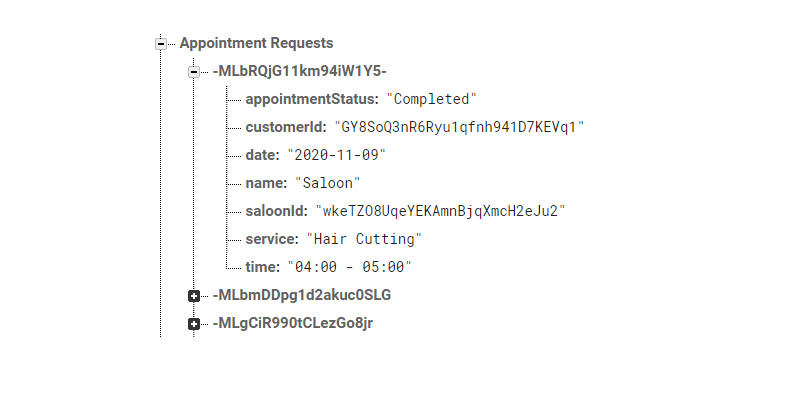 Appointment Requests
-MLbRQjG11km94iW1Y5-
appointmentStatus: "Completed"
customerId: "GY8SoQ3nR6Ryu1qfnh941D7KEVq1"
date: "2020-11-09"
name: "Saloon"
saloonId: "wkeTZO8UqeYEKAmnBjqXmcH2eJu2"
service: "Hair Cutting"
time: "04:00 - 05:00"
-MLbmDDpg1d2akuc0SLG
-MLgCiR990tCLezGo8jr